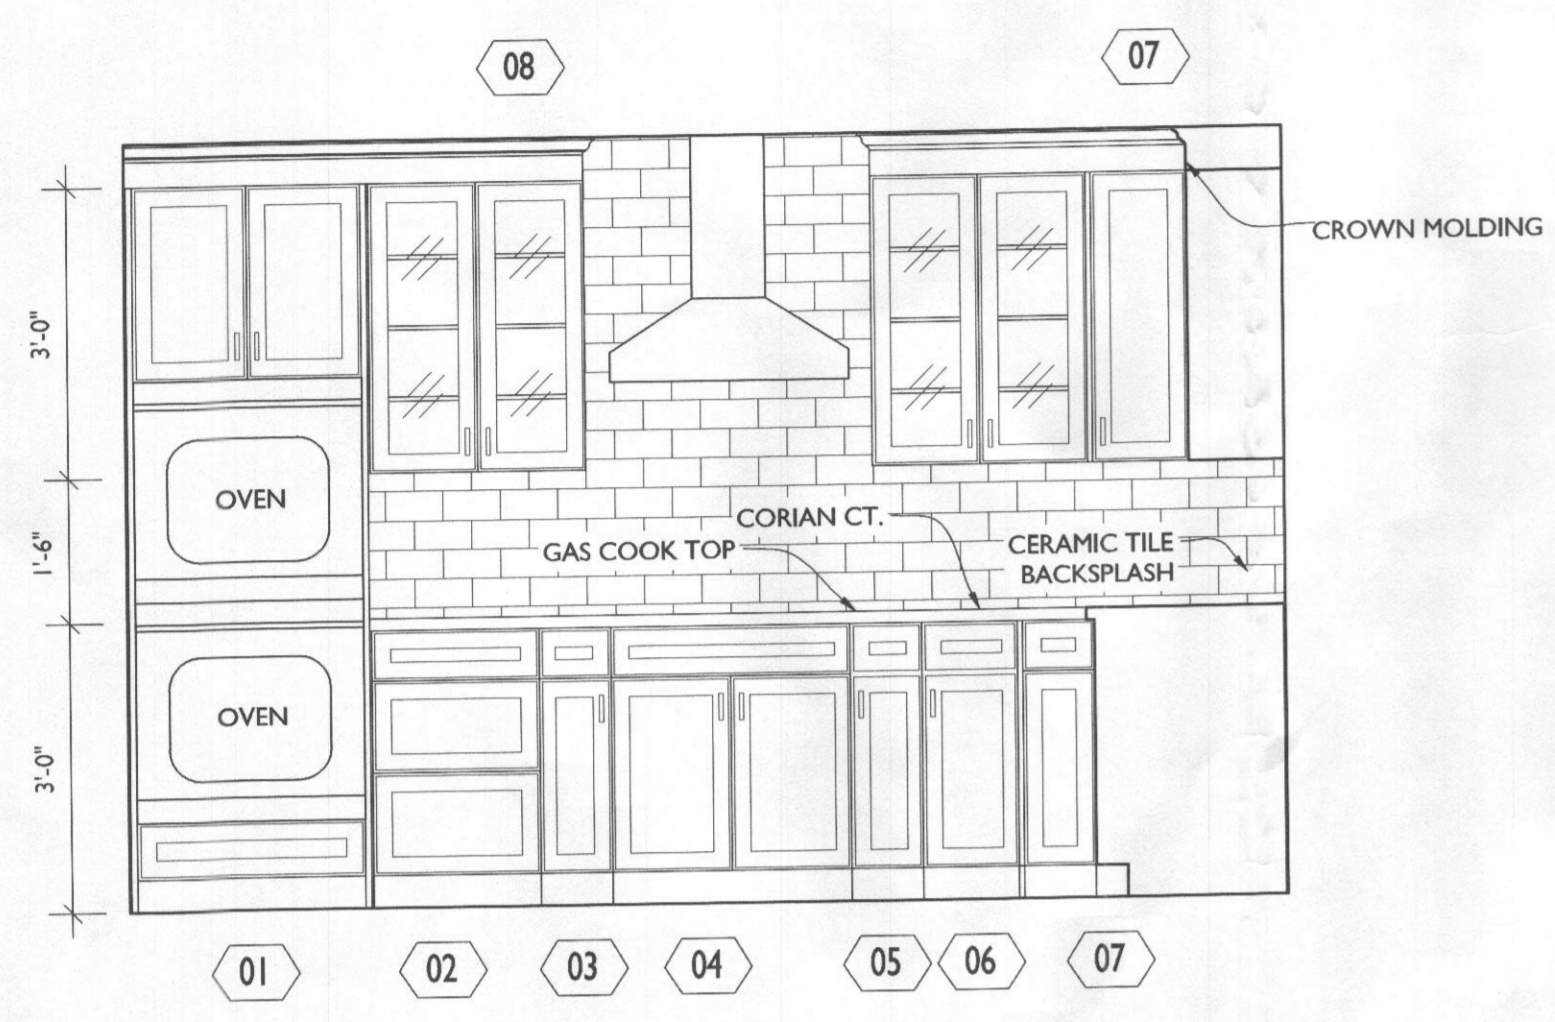 08
07
CROWN MOLDING
3'-0"
OVEN
1'-6"
CORIAN CT.
GAS COOK TOP
CERAMIC TILE
BACKSPLASH
OVEN
3'-0"
01
02
03
04
05
06
07